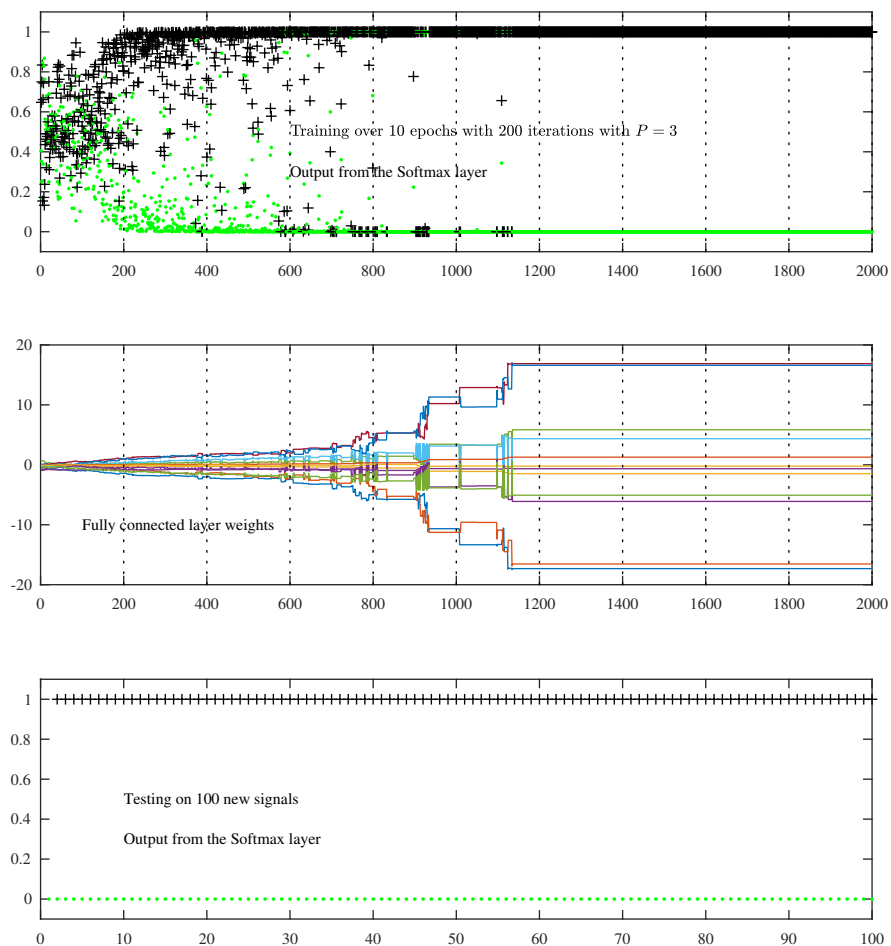 1
0.8
0.6
0.4
0.2
0
Training over 10 epochs with 200 iterations with P = 3
Output from the Softmax layer
0 200 400 600 800 1000 1200 1400 1600 1800 2000
20
10
0
-10
-20
Fully connected layer weights
0 200 400 600 800 1000 1200 1400 1600 1800 2000
1
0.8
0.6
0.4
0.2
0
Testing on 100 new signals
Output from the Softmax layer
0 10 20 30 40 50 60 70 80 90 100